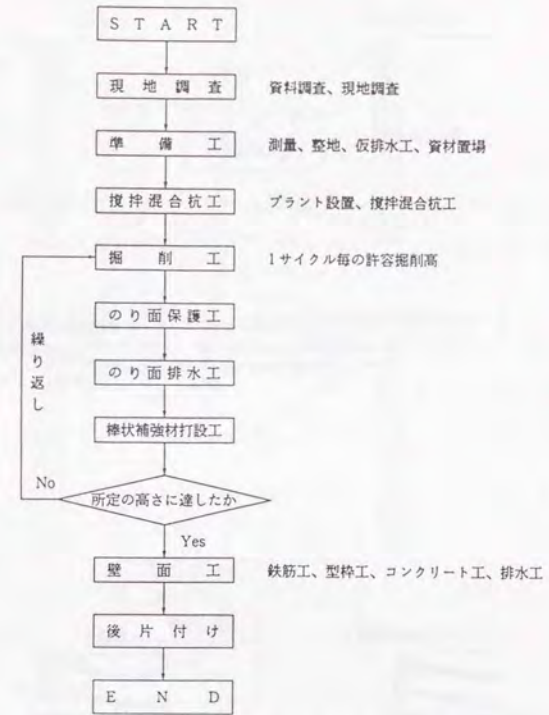 START
現地調査 資料調査、現地調査
準備工 測量、整地、仮排水工、資材置場
攪拌混合杭工 プラント設置、攪拌混合杭工
掘削工 1サイクル毎の許容掘削高
のり面保護工
繰り返し
のり面排水工
棒状補強材打設工
No
所定の高さに達したか
Yes
壁面工 鉄筋工、型枠工、コンクリート工、排水工
後片付け
END